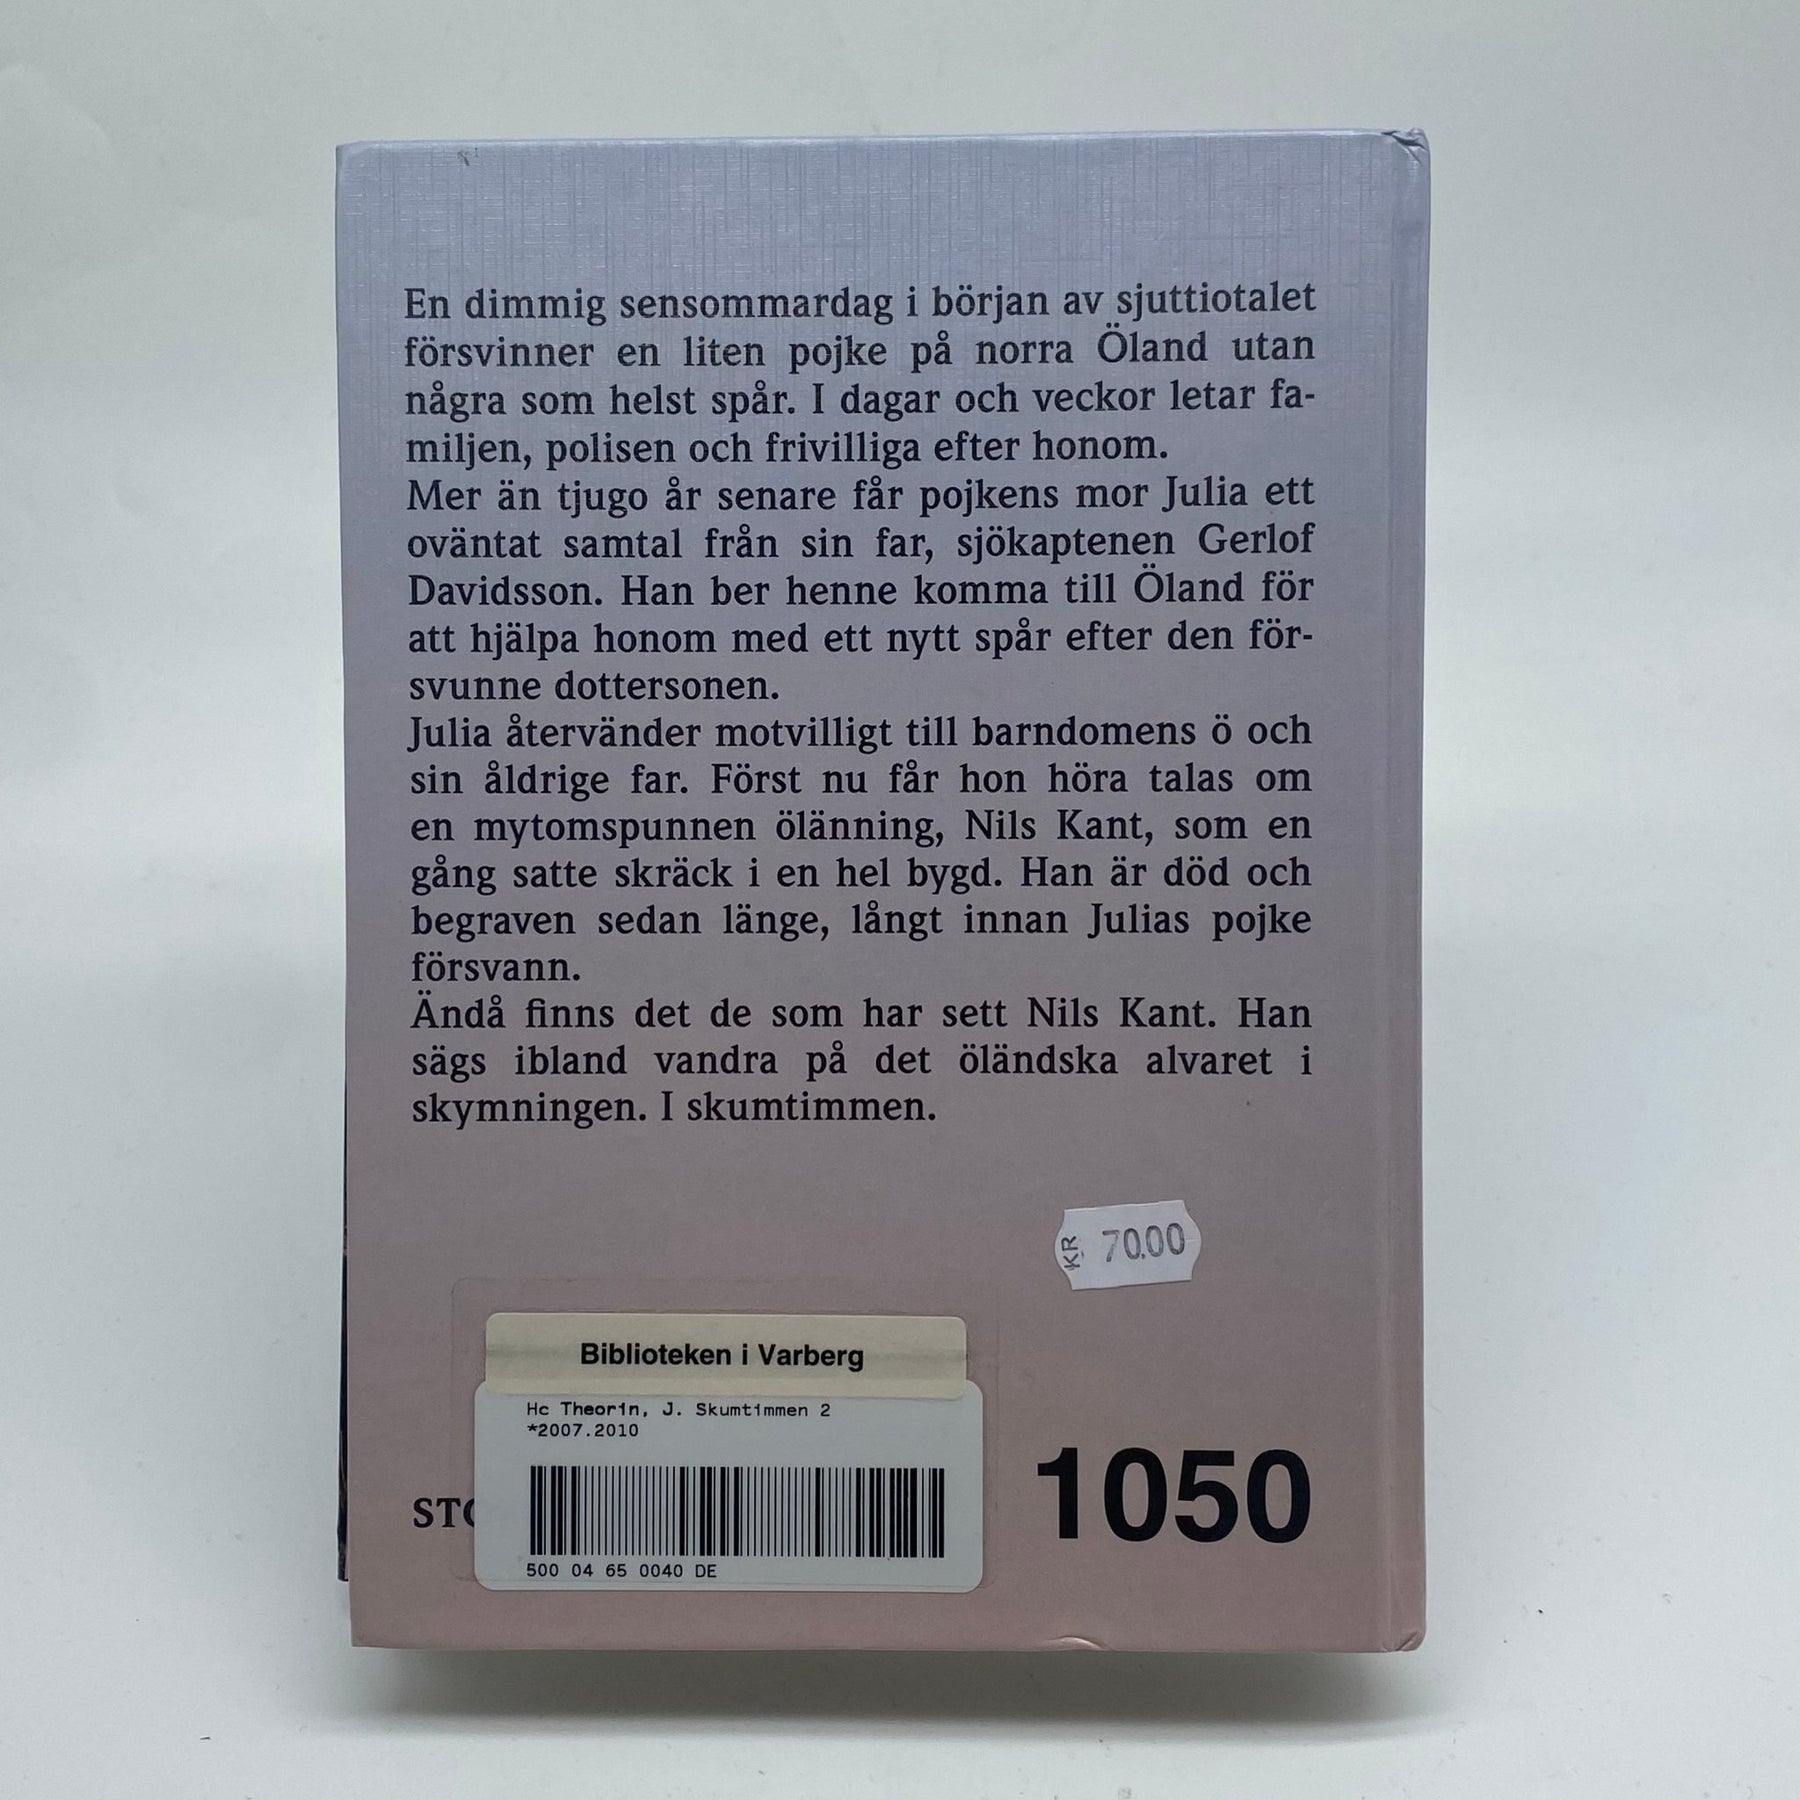 En dimmig sensommardag i början av sjuttiotalet
försvinner en liten pojke på norra Öland utan
några som helst spår. I dagar och veckor letar fa-
miljen, polisen och frivilliga efter honom.
Mer än tjugo år senare får pojkens mor Julia ett
oväntat samtal från sin far, sjökaptenen Gerlof
Davidsson. Han ber henne komma till Öland för
att hjälpa honom med ett nytt spår efter den för-
svunne dottersonen.
Julia återvänder motvilligt till barndomens ö och
sin åldrige far. Först nu får hon höra talas om
en mytomspunnen ölänning, Nils Kant, som en
gång satte skräck i en hel bygd. Han är död och
begraven sedan länge, långt innan Julias pojke
försvann.
Ändå finns det de som har sett Nils Kant. Han
sägs ibland vandra på det öländska alvaret i
skymningen. I skumtimmen.
KR 70.00
Biblioteken i Varberg
Hc Theorin, J. Skumtimmen 2
*2007.2010
500 04 65 0040 DE
1050